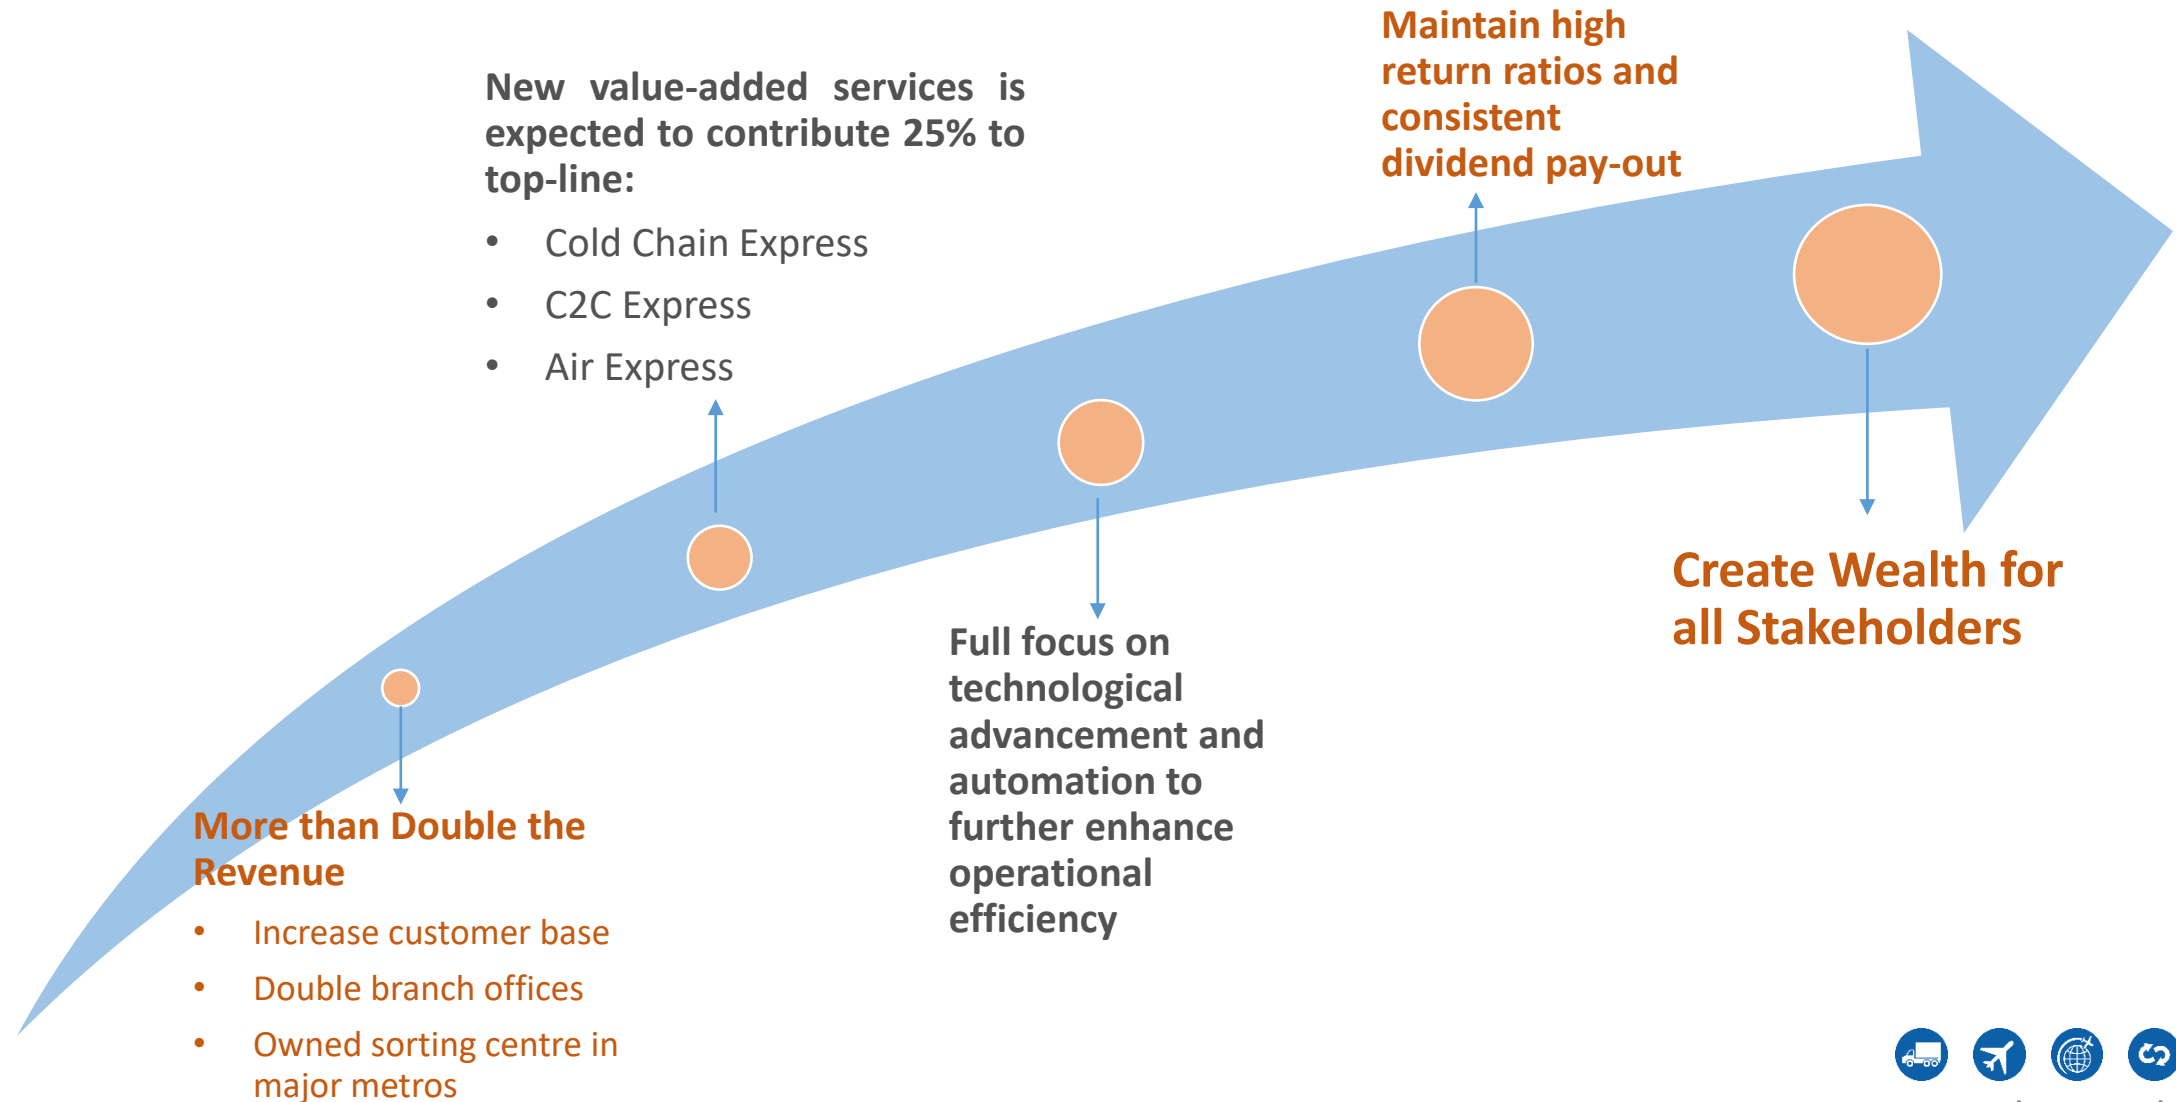 Maintain high
return ratios and
consistent
dividend pay-out
New value-added services is
expected to contribute 25% to
top-line:
• Cold Chain Express
• C2C Express
• Air Express
Create Wealth for
all Stakeholders
Full focus on
technological
advancement and
automation to
further enhance
operational
efficiency
More than Double the
Revenue
• Increase customer base
• Double branch offices
• Owned sorting centre in
major metros